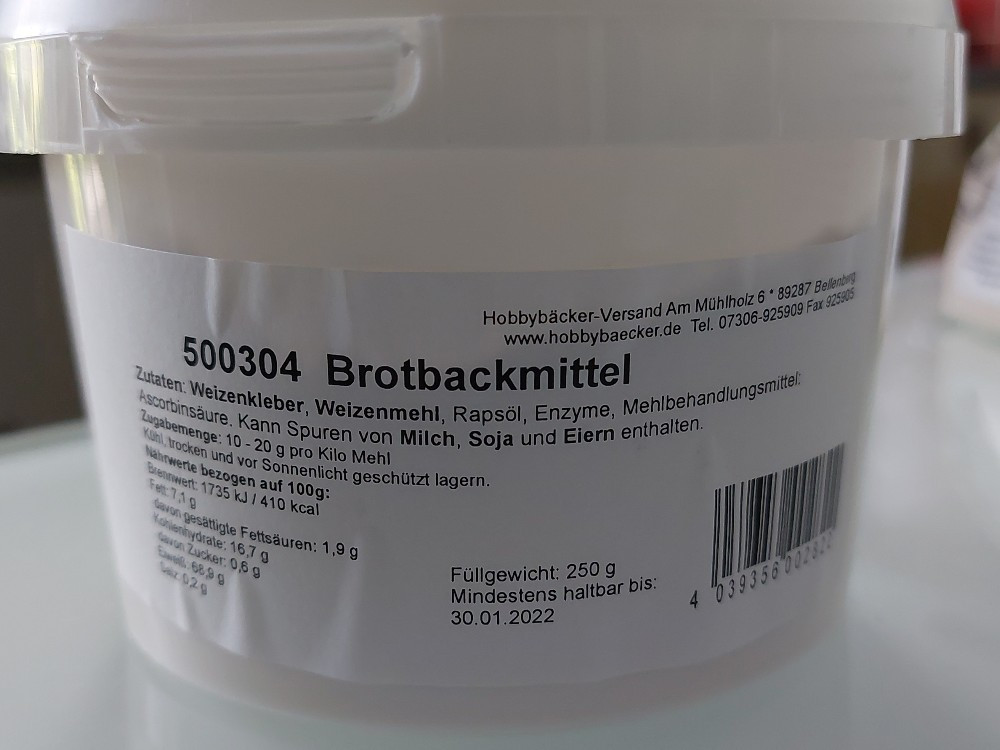 Hobbybäcker-Versand Am Mühlholz 6 * 89287 Bellenberg
www.hobbybaecker.de Tel. 07306-925909 Fax 925905
500304 Brotbackmittel
Zutaten: Weizenkleber, Weizenmehl, Rapsöl, Enzyme, Mehlbehandlungsmittel:
Ascorbinsäure. Kann Spuren von Milch, Soja und Eiern enthalten.
Zugabemenge: 10 - 20 g pro Kilo Mehl
Kühl, trocken und vor Sonnenlicht geschützt lagern.
Nährwerte bezogen auf 100g:
Brennwert: 1735 kJ / 410 kcal
Fett: 7,1 g
davon gesättigte Fettsäuren: 1,9 g
Kohlenhydrate: 16,7 g
davon Zucker: 0,6 g
Eiweiß: 68,9 g
Salz: 0,2 g
Füllgewicht: 250 g
Mindestens haltbar bis:
30.01.2022
4 039356